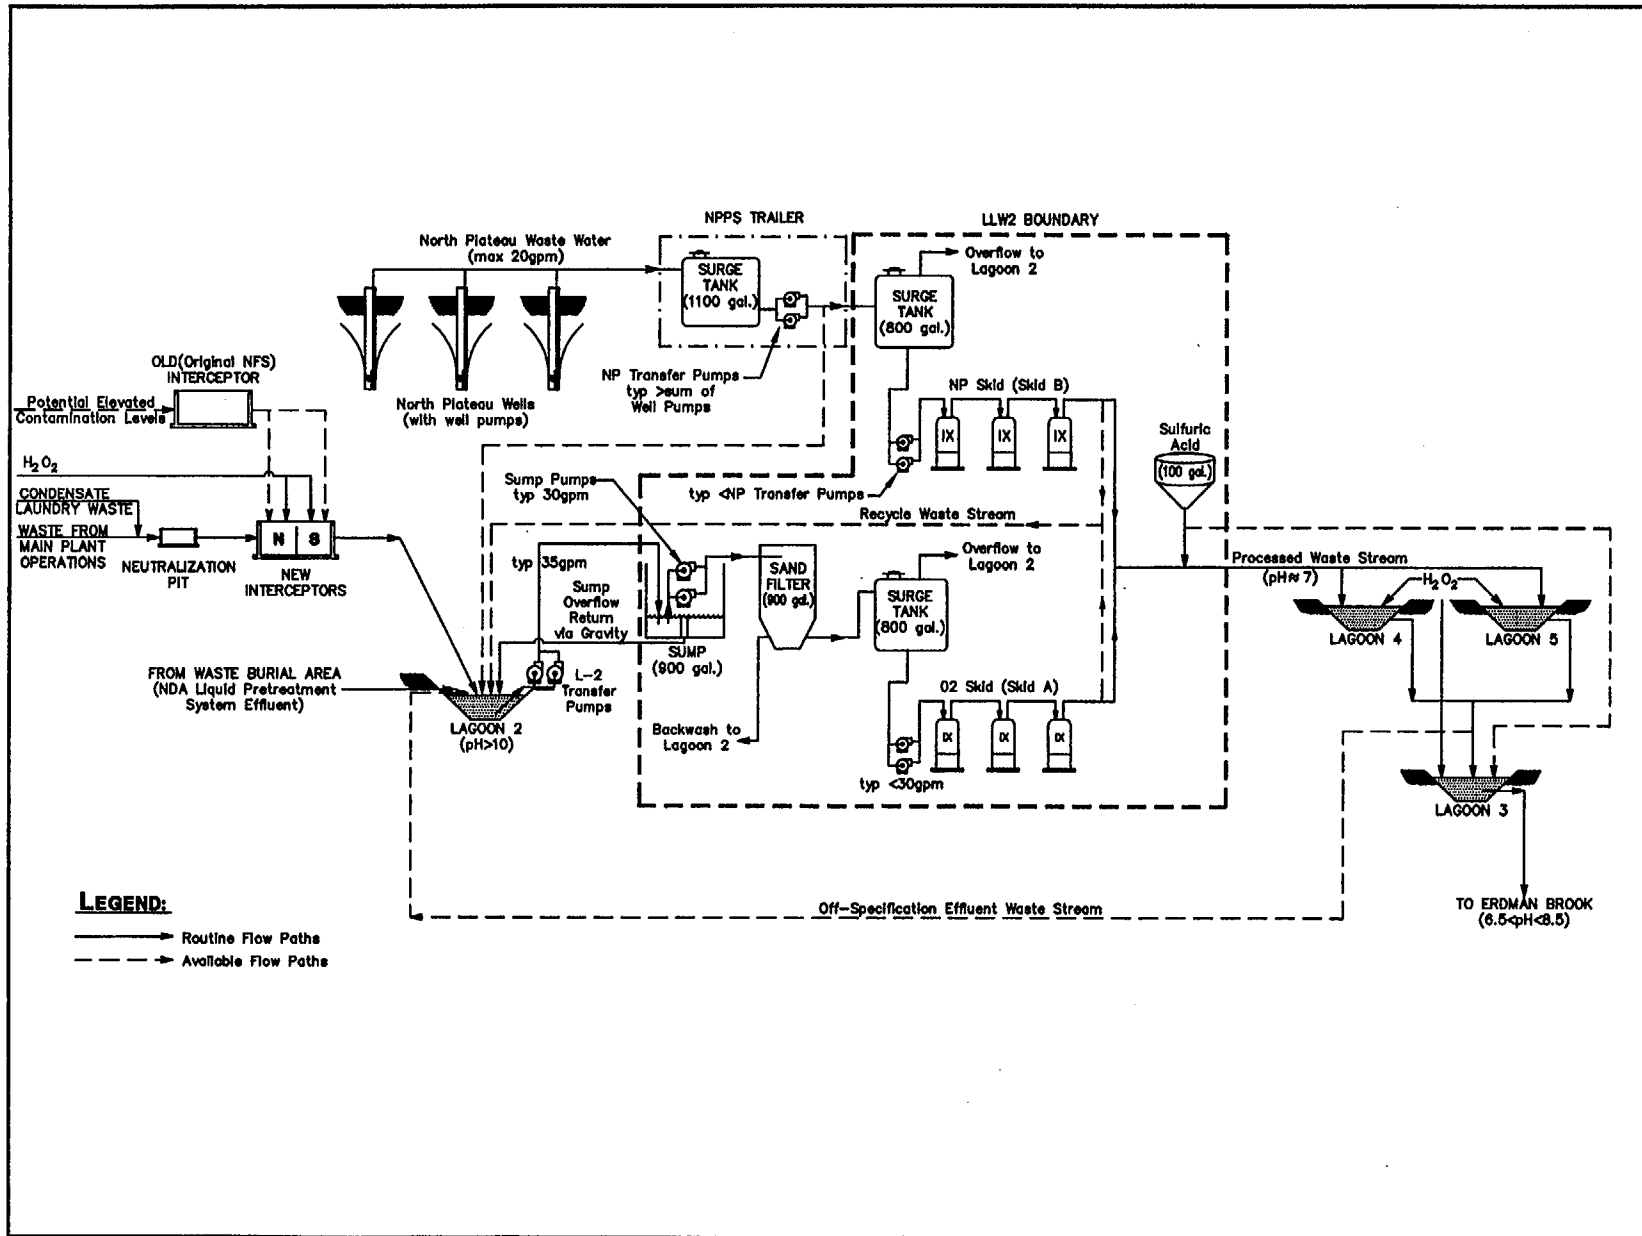 NPPS TRAILER
LLW2 BOUNDARY
North Plateau Waste Water
(max 20gpm)
SURGE
TANK
(1100 gal.)
Overflow to
Lagoon 2
SURGE
TANK
(800 gal.)
OLD(Original NFS)
INTERCEPTOR
NP Transfer Pumps
typ >sum of
Well Pumps
North Plateau Wells
(with well pumps)
NP Skid (Skid B)
Potential Elevated
Contamination Levels
IX
IX
IX
Sulfuric
Acid
(100 gal.)
H2O2
Sump Pumps
typ 30gpm
typ <NP Transfer Pumps
CONDENSATE
LAUNDRY WASTE
Recycle Waste Stream
WASTE FROM
MAIN PLANT
OPERATIONS
N
S
NEUTRALIZATION
PIT
NEW
INTERCEPTORS
typ 35gpm
Sump
Overflow
Return
via Gravity
SAND
FILTER
(900 gal.)
Overflow to
Lagoon 2
SURGE
TANK
(800 gal.)
Processed Waste Stream
(pH≈7)
H2O2
LAGOON 4
LAGOON 5
SUMP
(900 gal.)
FROM WASTE BURIAL AREA
(NDA Liquid Pretreatment
System Effluent)
L-2
Transfer
Pumps
LAGOON 2
(pH>10)
Backwash to
Lagoon 2
02 Skid (Skid A)
IX
IX
IX
typ <30gpm
LAGOON 3
LEGEND:
Routine Flow Paths
Available Flow Paths
Off-Specification Effluent Waste Stream
TO ERDMAN BROOK
(6.5<pH<8.5)